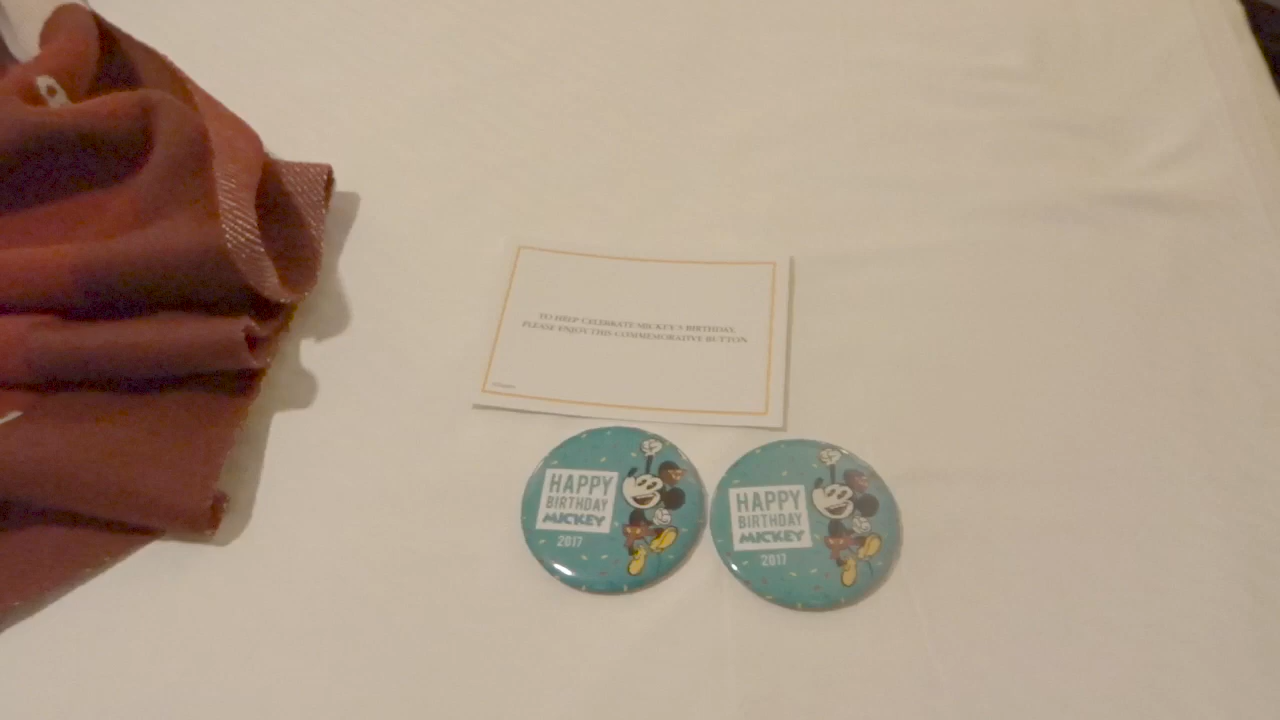 TO HELP CELEBRATE MICKEY'S BIRTHDAY,
PLEASE ENJOY THIS COMMEMORATIVE BUTTON
HAPPY
BIRTHDAY
MICKEY
2017
HAPPY
BIRTHDAY
MICKEY
2017